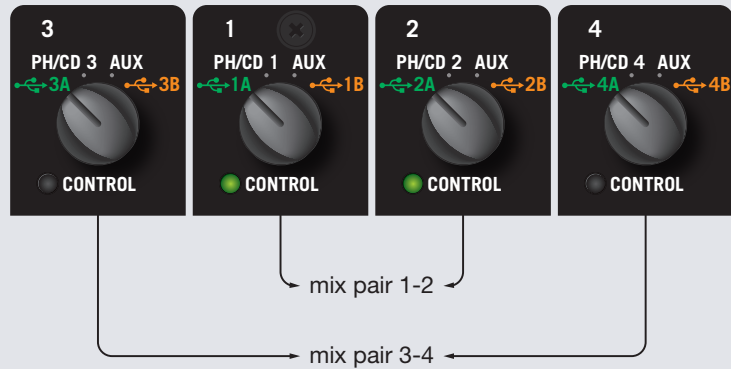 3
PH/CD 3 AUX
3A 3B
CONTROL
1
PH/CD 1 AUX
1A 1B
CONTROL
2
PH/CD 2 AUX
2A 2B
CONTROL
4
PH/CD 4 AUX
4A 4B
CONTROL
mix pair 1-2
mix pair 3-4